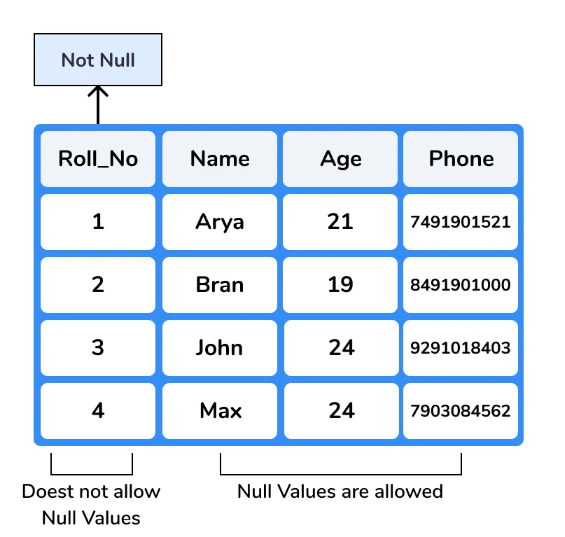 Not Null
Roll_No Name Age Phone
1 Arya 21 7491901521
2 Bran 19 8491901000
3 John 24 9291018403
4 Max 24 7903084562
Doest not allow Null Values are allowed
Null Values